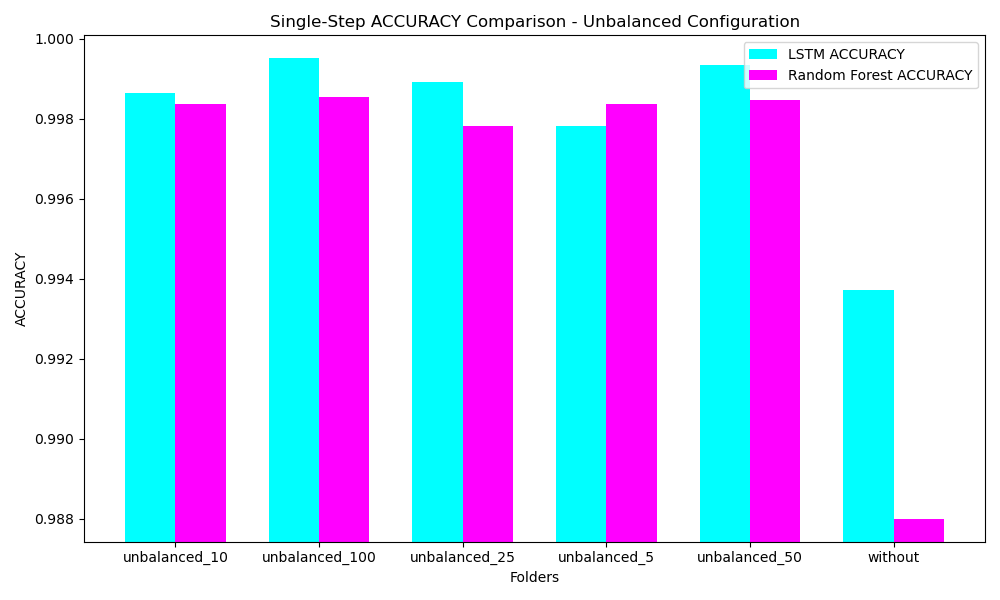 Single-Step ACCURACY Comparison - Unbalanced Configuration
LSTM ACCURACY
Random Forest ACCURACY
ACCURACY
1.000
0.998
0.996
0.994
0.992
0.990
0.988
unbalanced_10
unbalanced_100
unbalanced_25
unbalanced_5
unbalanced_50
without
Folders